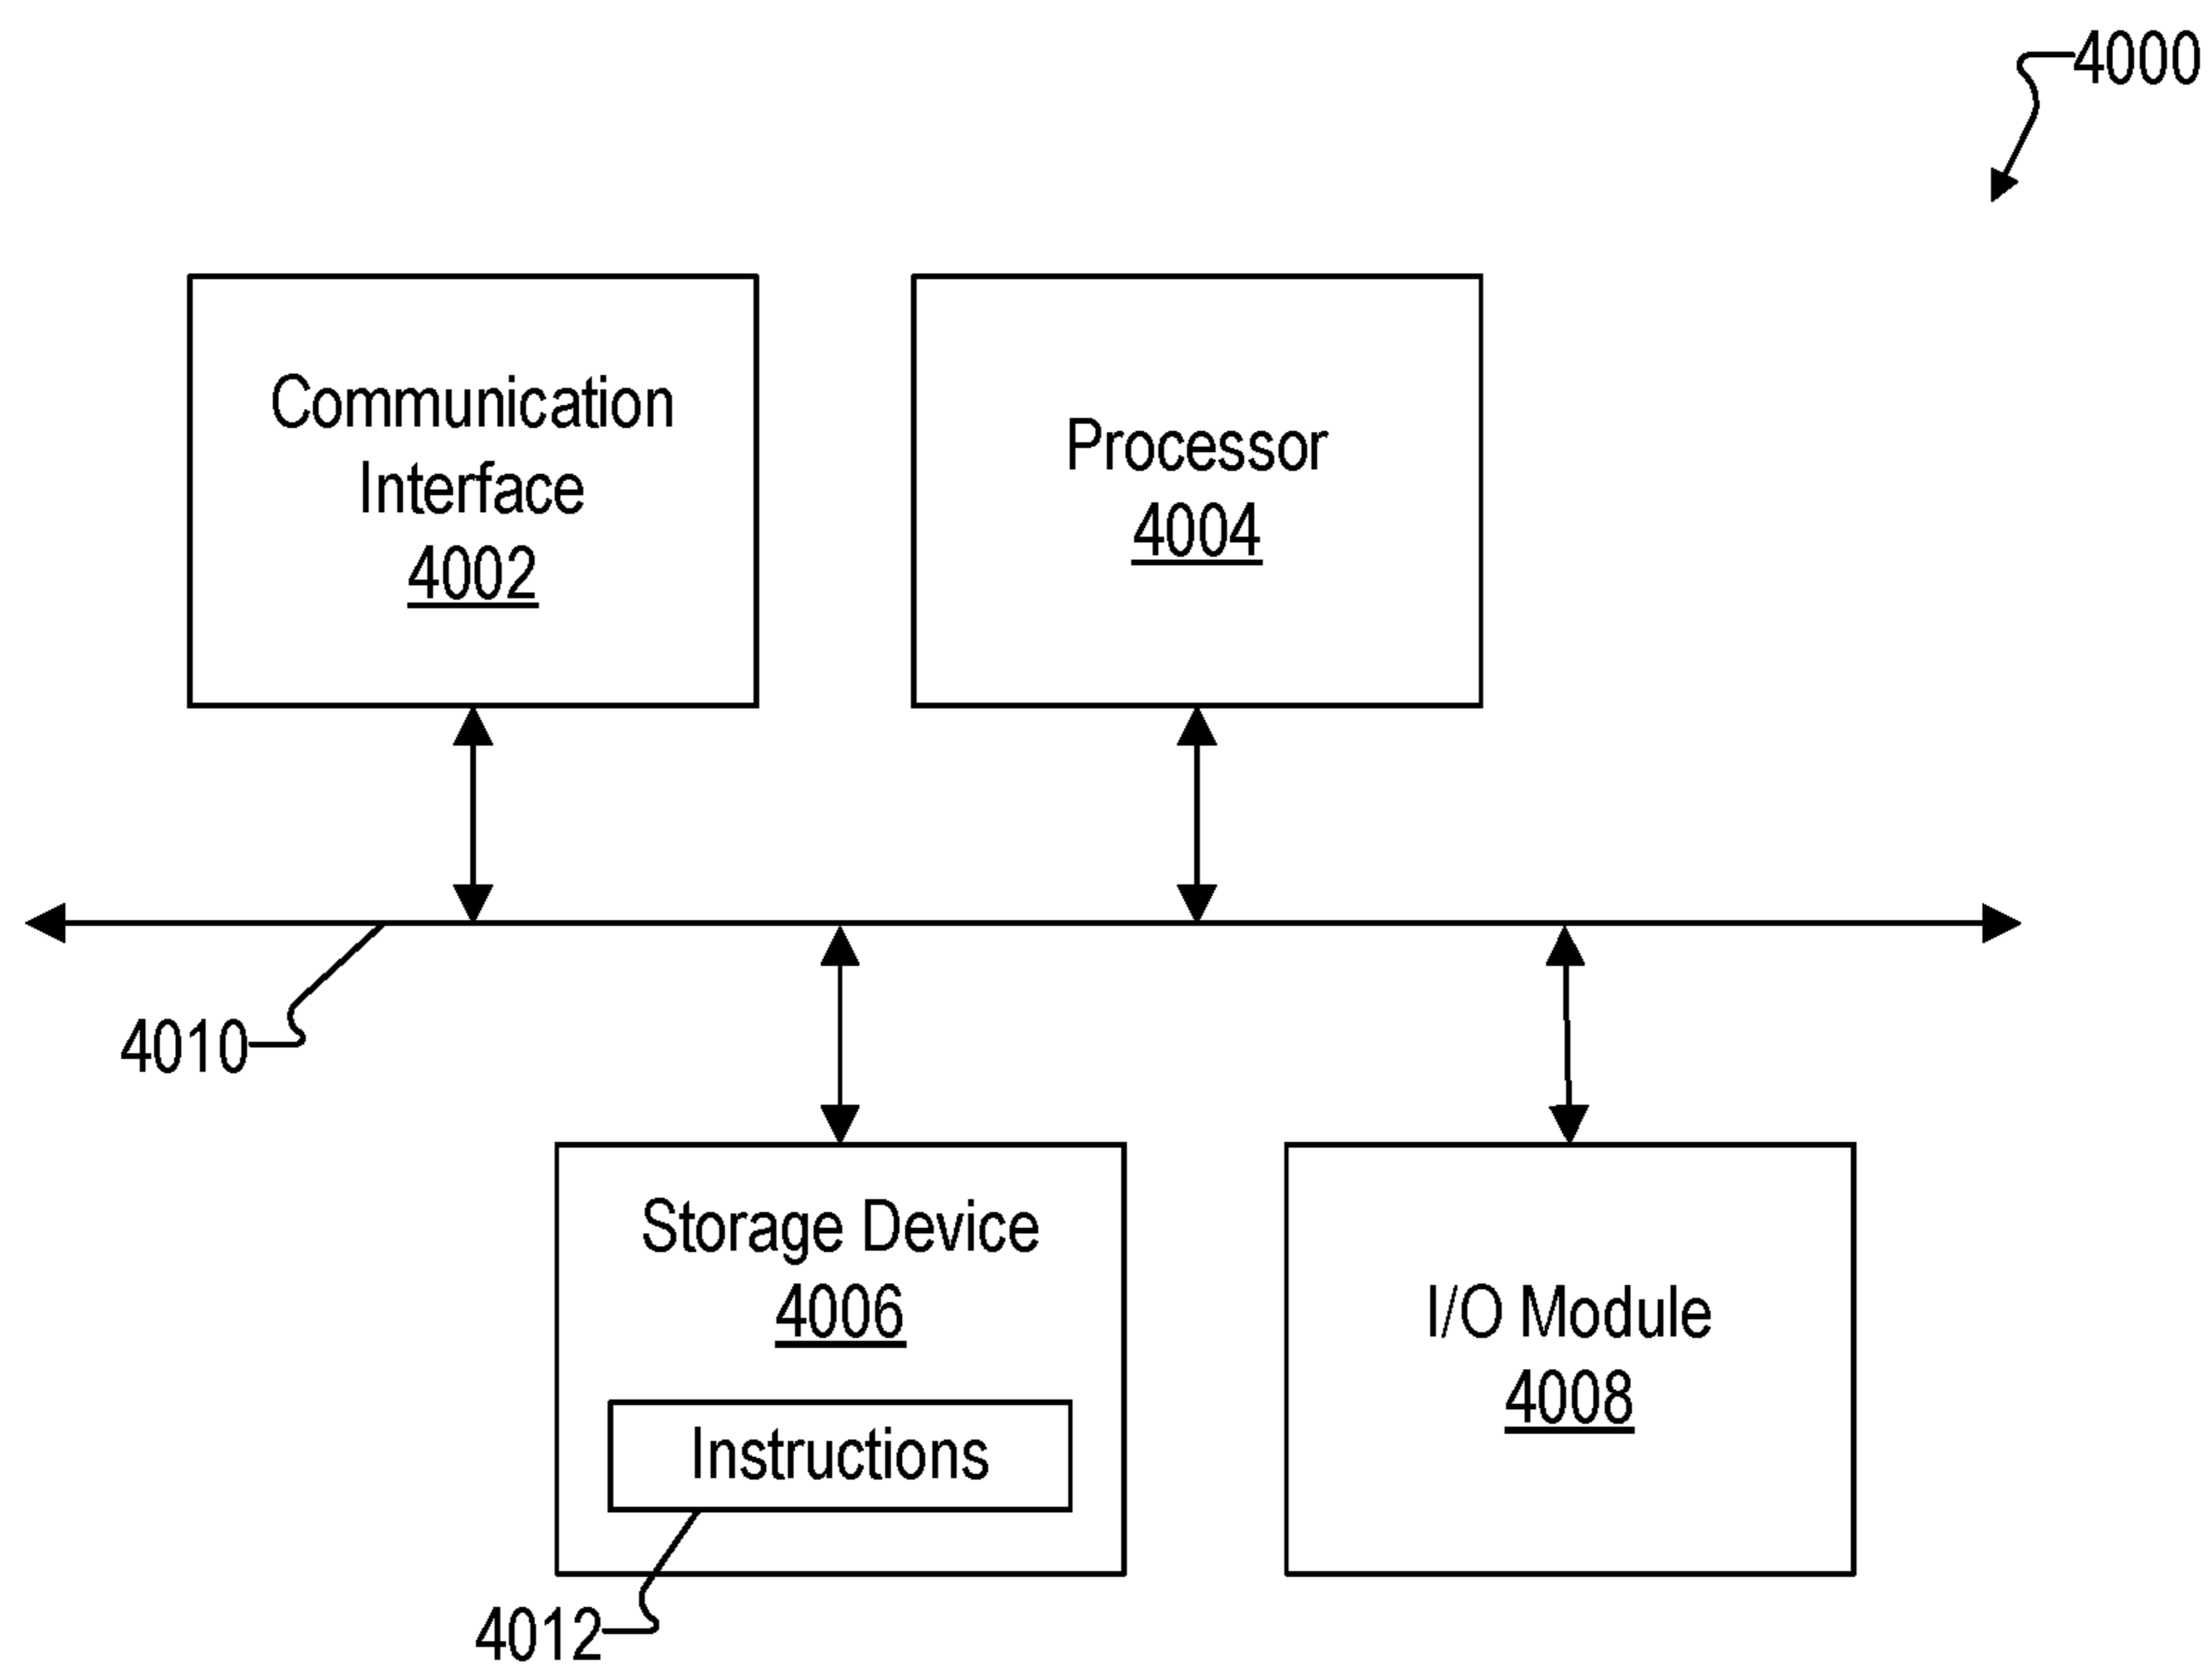 4000
Communication
Interface
4002
Processor
4004
4010
Storage Device
4006
Instructions
4012
I/O Module
4008